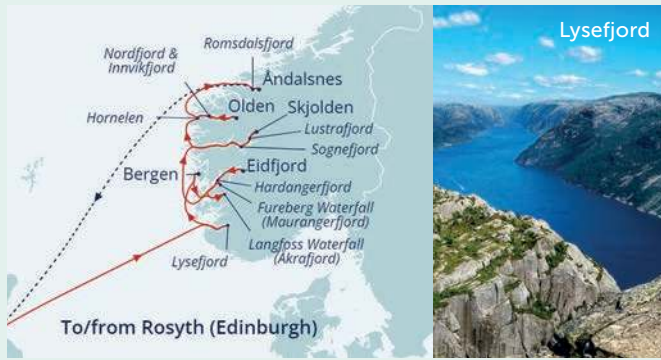 Nordfjord &
Innvikfjord
Romsdalsfjord
Åndalsnes
Hornelen
Olden
Skjolden
Lustrafjord
Sognefjord
Bergen
Eidfjord
Hardangerfjord
Fureberg Waterfall
(Maurangerfjord)
Langfoss Waterfall
(Åkrafjord)
Lysefjord
To/from Rosyth (Edinburgh)
Lysefjord